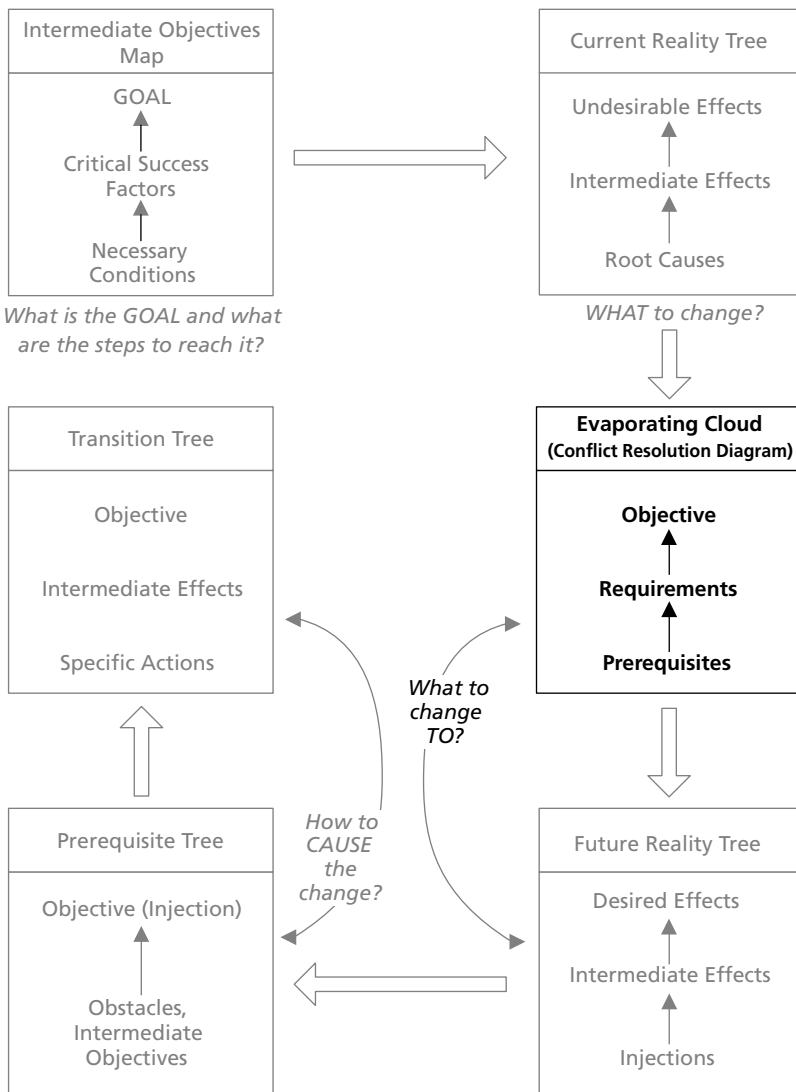 Intermediate Objectives
Map
GOAL
Critical Success
Factors
Necessary
Conditions
What is the GOAL and what
are the steps to reach it?
Current Reality Tree
Undesirable Effects
Intermediate Effects
Root Causes
WHAT to change?
Evaporating Cloud
(Conflict Resolution Diagram)
Objective
Requirements
Prerequisites
What to
change
TO?
Future Reality Tree
Desired Effects
Intermediate Effects
Injections
Prerequisite Tree
Objective (Injection)
Obstacles,
Intermediate
Objectives
How to
CAUSE
the
change?
Transition Tree
Objective
Intermediate Effects
Specific Actions